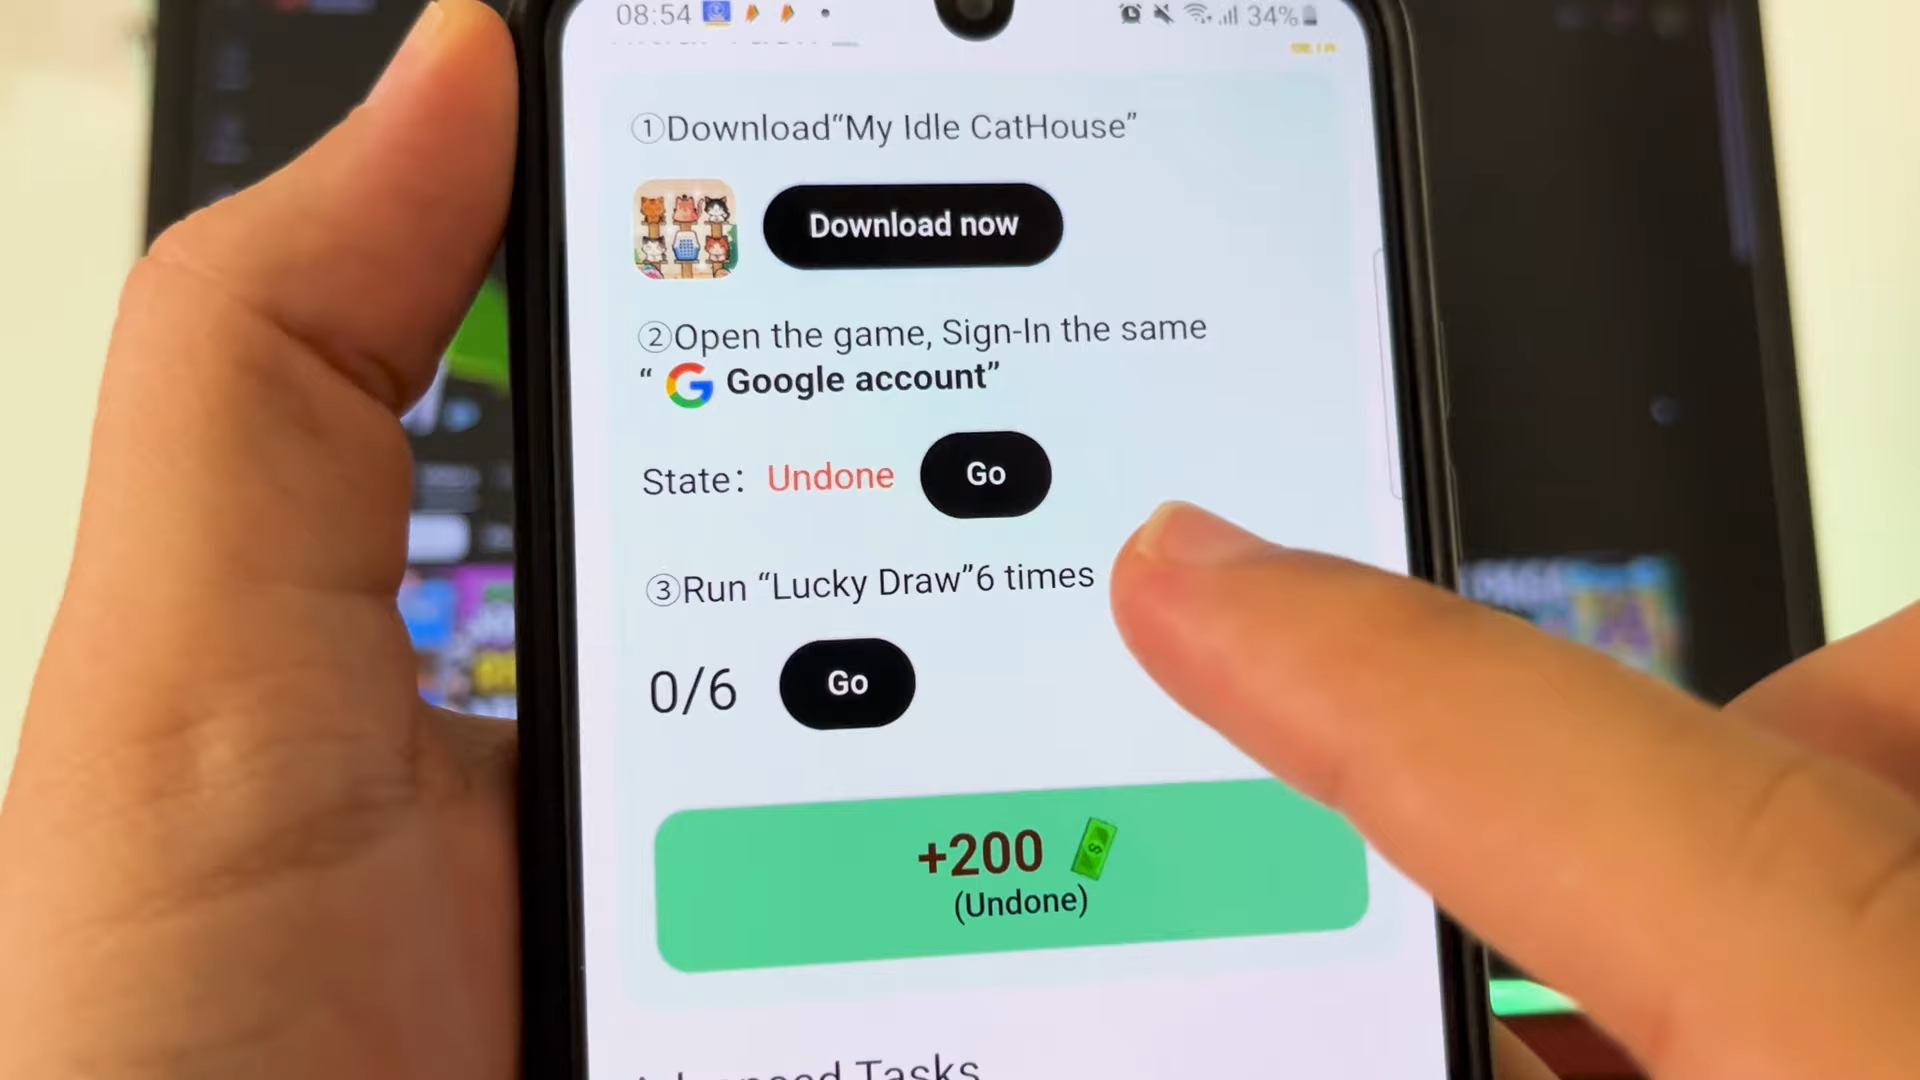 08:54
34%
①Download“My Idle CatHouse”
Download now
②Open the game, Sign-In the same
“ G Google account”
State: Undone
Go
③Run “Lucky Draw”6 times
0/6
Go
+200
(Undone)
Tasks